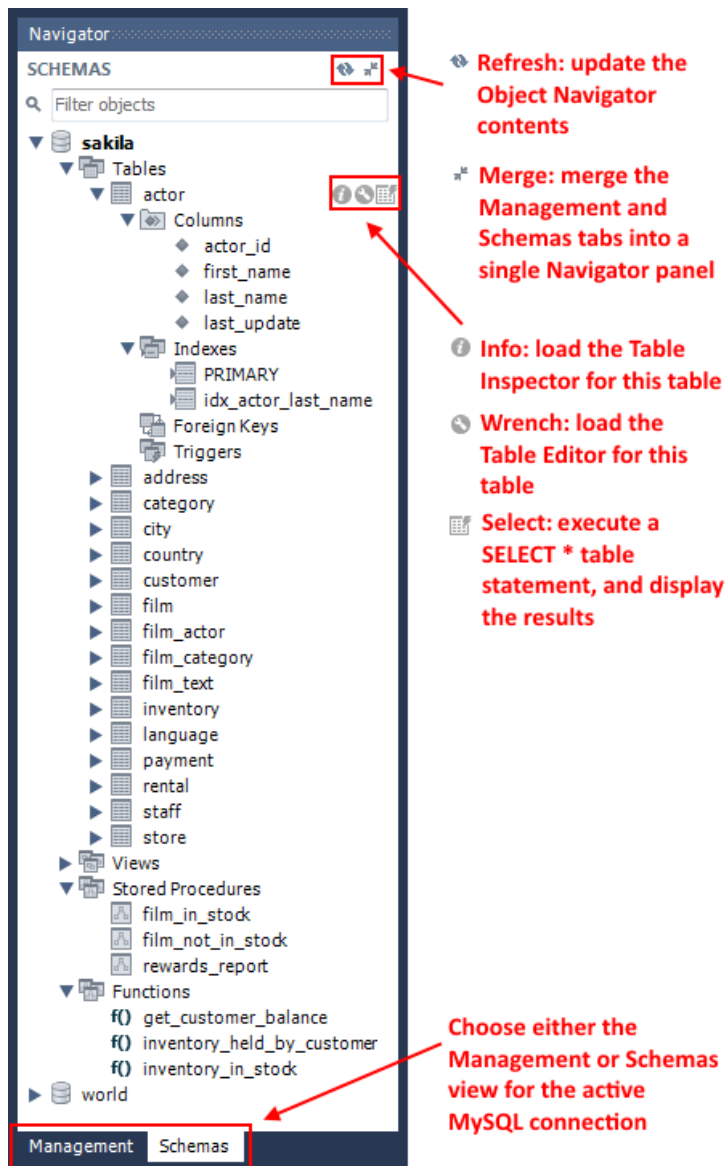 Navigator
SCHEMAS
Filter objects
sakila
Tables
actor
Columns
actor_id
first_name
last_name
last_update
Indexes
PRIMARY
idx_actor_last_name
Foreign Keys
Triggers
address
category
city
country
customer
film
film_actor
film_category
film_text
inventory
language
payment
rental
staff
store
Views
Stored Procedures
film_in_stock
film_not_in_stock
rewards_report
Functions
f() get_customer_balance
f() inventory_held_by_customer
f() inventory_in_stock
world
Management Schemas
Refresh: update the
Object Navigator
contents
Merge: merge the
Management and
Schemas tabs into a
single Navigator panel
Info: load the Table
Inspector for this table
Wrench: load the
Table Editor for this
table
Select: execute a
SELECT * table
statement, and display
the results
Choose either the
Management or Schemas
view for the active
MySQL connection